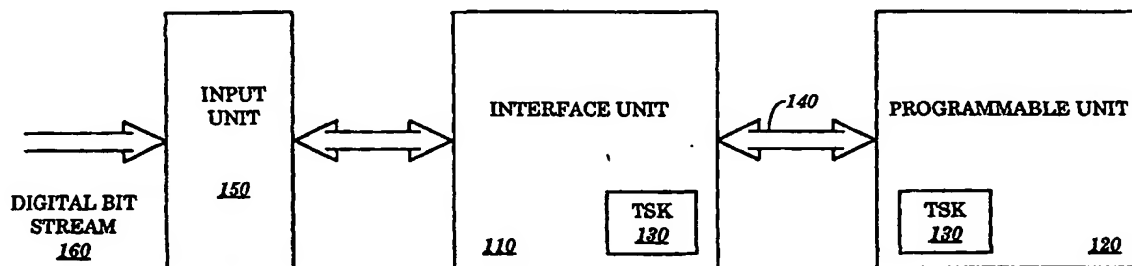 INPUT
UNIT
150
DIGITAL BIT
STREAM
160
INTERFACE UNIT
TSK
130
110
140
PROGRAMMABLE UNIT
TSK
130
120